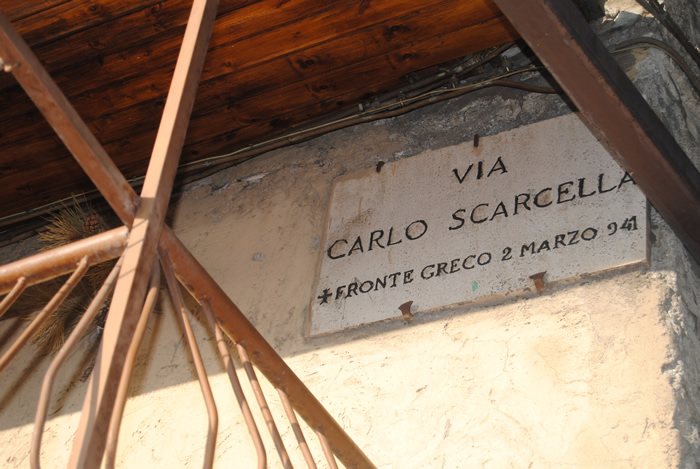 VIA
CARLO SCARCELLA
★FRONTE GRECO 2 MARZO 941